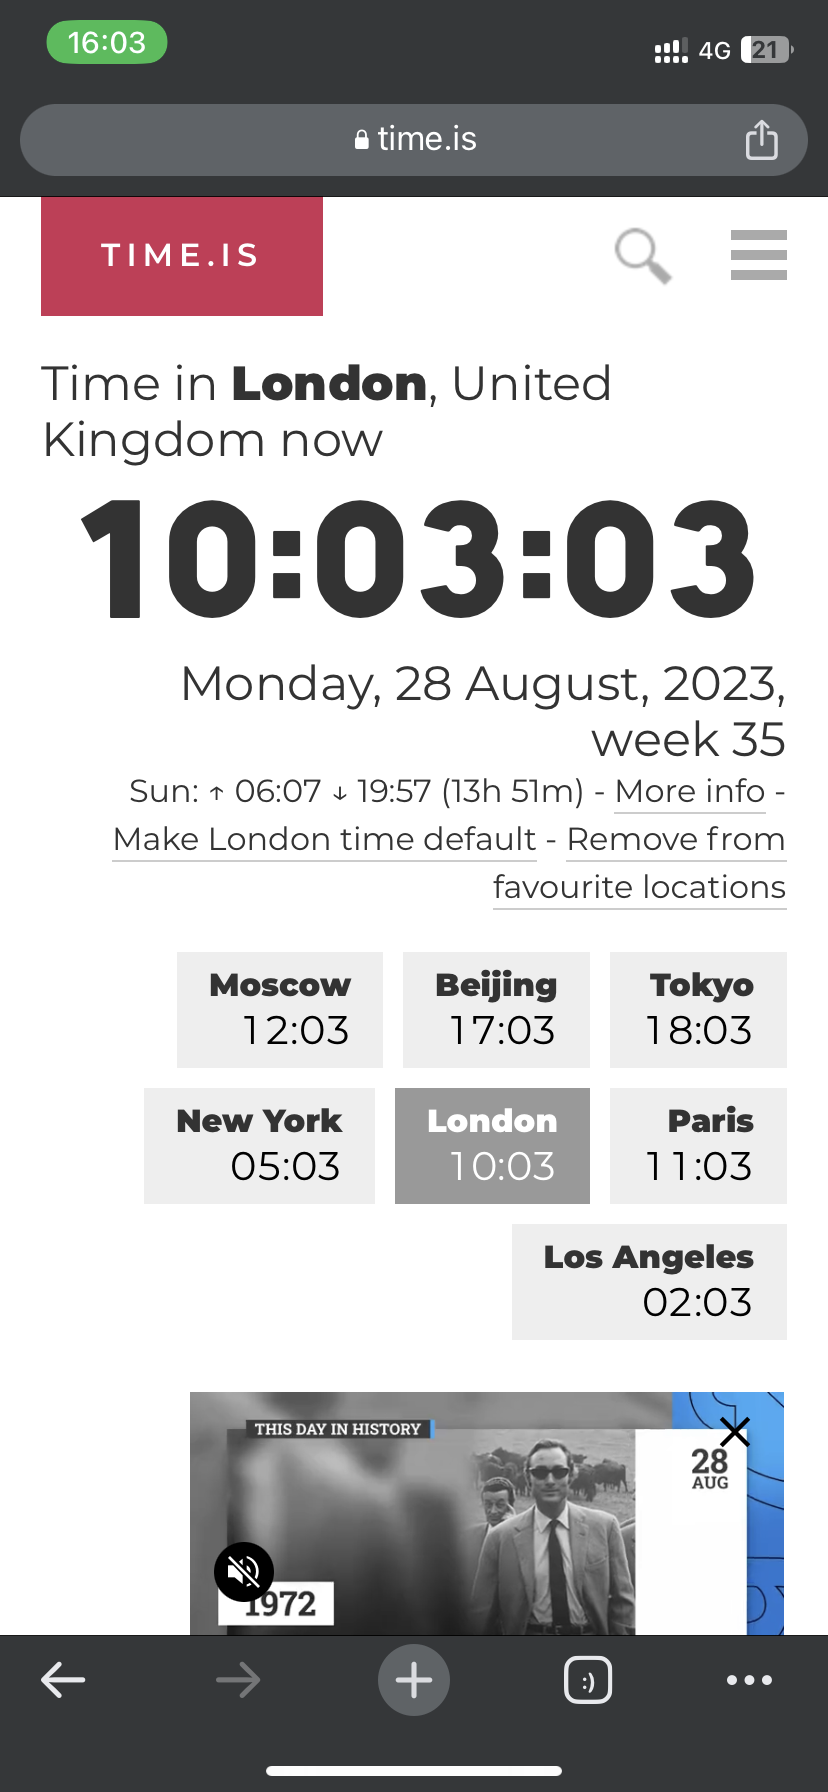 16:03
4G 21
time.is
TIME.IS
Time in London, United
Kingdom now
10:03:03
Monday, 28 August, 2023,
week 35
Sun: ↑ 06:07 ↓ 19:57 (13h 51m) - More info -
Make London time default - Remove from
favourite locations
Moscow Beijing Tokyo
12:03 17:03 18:03
New York London Paris
05:03 10:03 11:03
Los Angeles
02:03
THIS DAY IN HISTORY
28
AUG
1972
:)